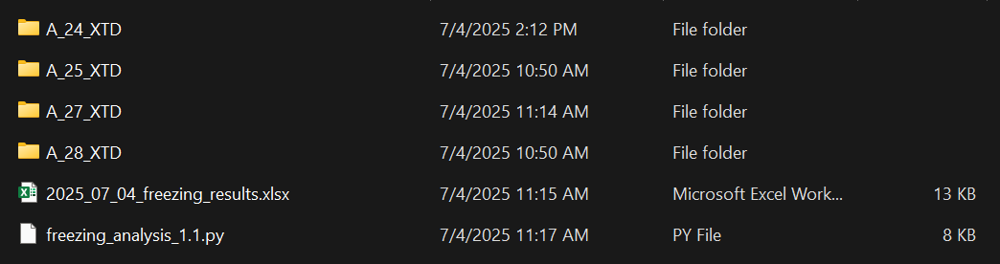 A_24_XTD 7/4/2025 2:12 PM File folder
A_25_XTD 7/4/2025 10:50 AM File folder
A_27_XTD 7/4/2025 11:14 AM File folder
A_28_XTD 7/4/2025 10:50 AM File folder
2025_07_04_freezing_results.xlsx 7/4/2025 11:15 AM Microsoft Excel Work... 13 KB
freezing_analysis_1.1.py 7/4/2025 11:17 AM PY File 8 KB